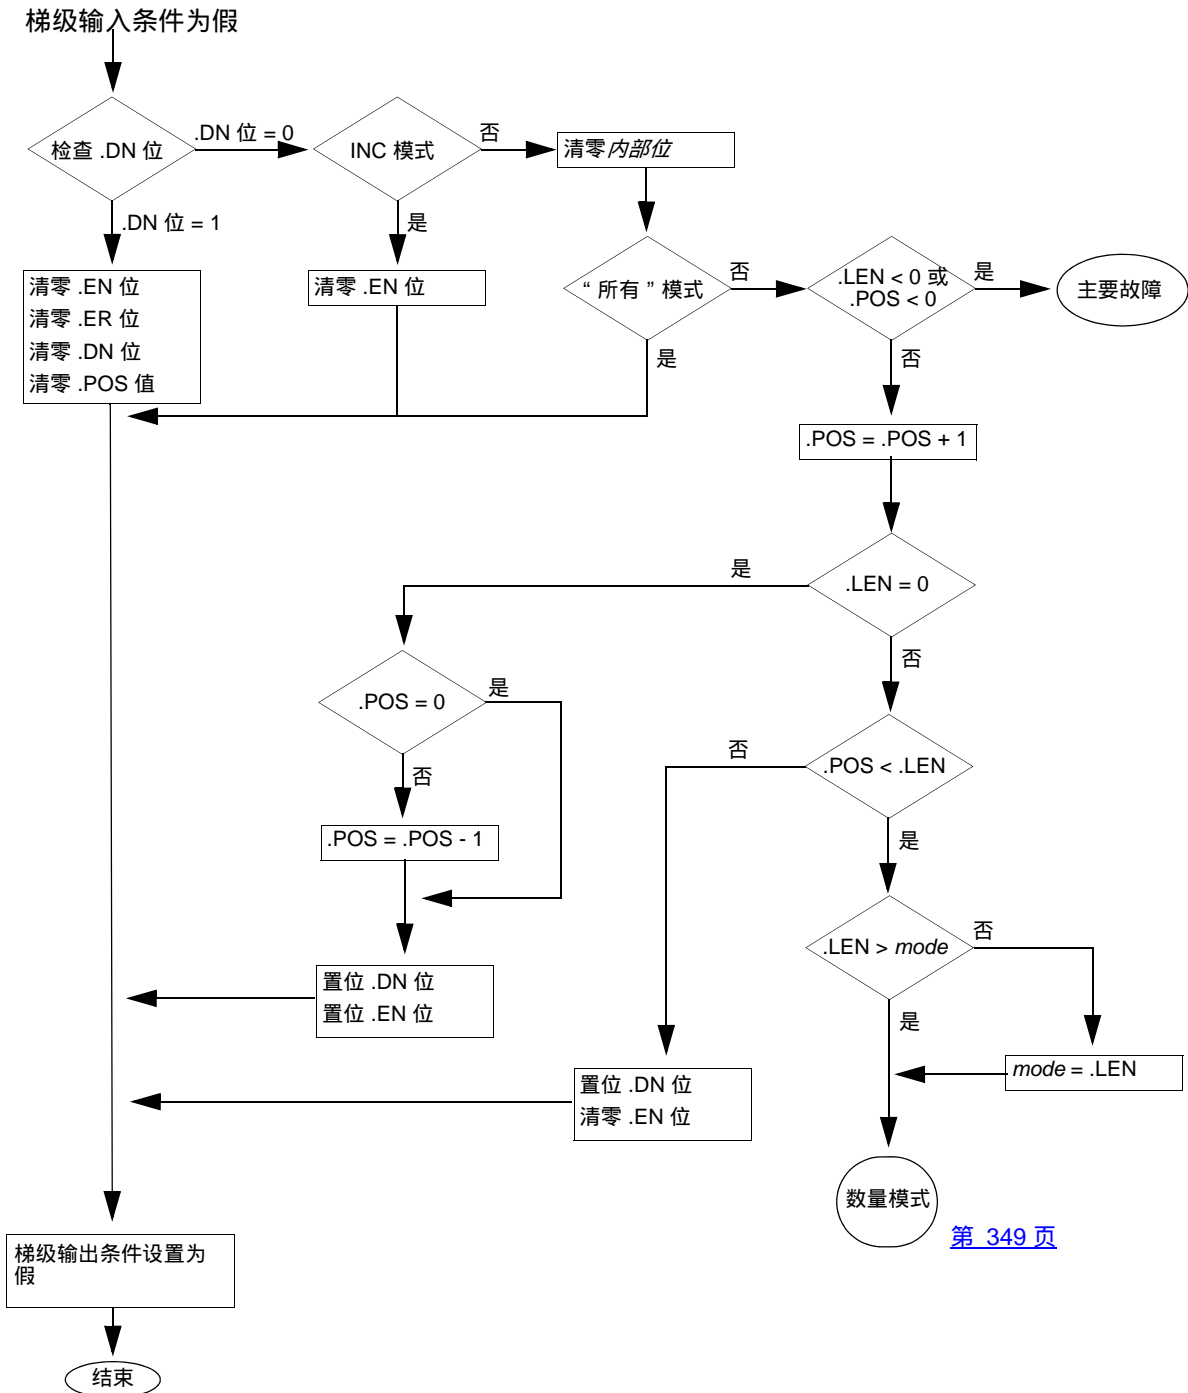 梯级输入条件为假
检查 .DN 位
.DN 位 = 0
INC 模式
否
清零内部位
.DN 位 = 1
是
清零 .EN 位
清零 .ER 位
清零 .DN 位
清零 .POS 值
清零 .EN 位
“ 所有 ” 模式
否
.LEN < 0 或
.POS < 0
是
主要故障
是
否
.POS = .POS + 1
.LEN = 0
是
否
.POS = 0
是
否
.POS = .POS - 1
置位 .DN 位
置位 .EN 位
.POS < .LEN
否
是
.LEN > mode
否
是
mode = .LEN
置位 .DN 位
清零 .EN 位
数量模式
第 349 页
梯级输出条件设置为
假
结束